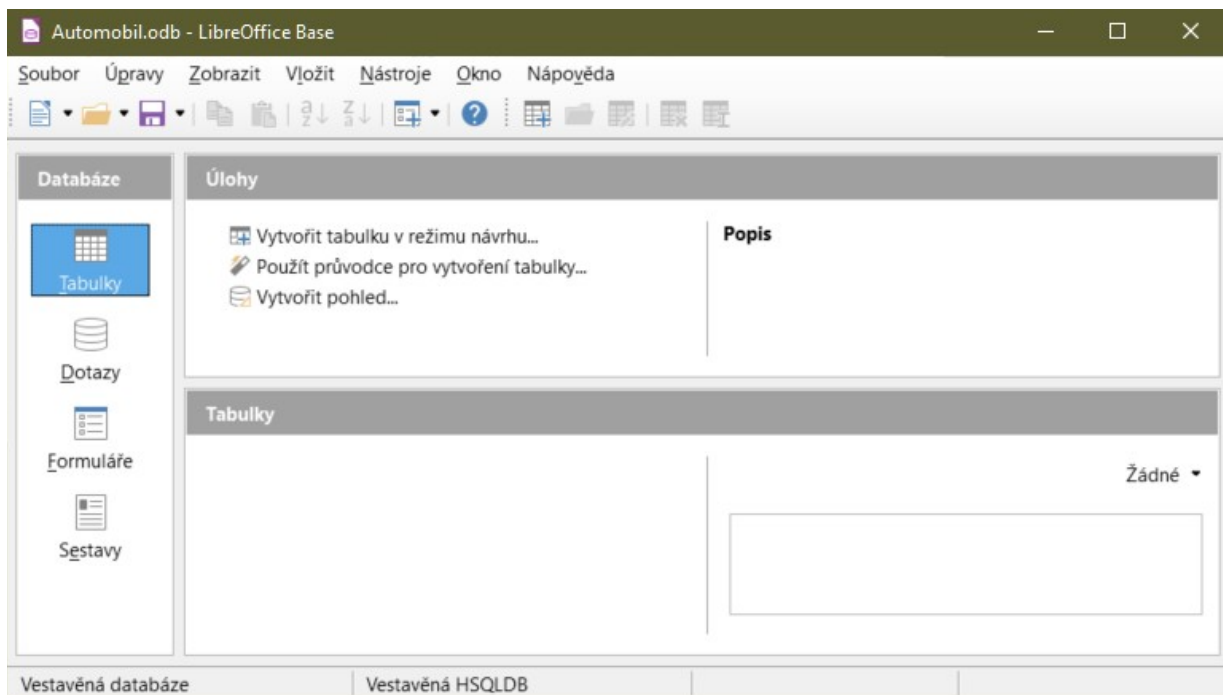 Automobil.odb - LibreOffice Base
Soubor Úpravy Zobrazit Vložit Nástroje Okno Nápověda
Databáze
Tabulky
Dotazy
Formuláře
Sestavy
Úlohy
Vytvořit tabulku v režimu návrhu...
Použít průvodce pro vytvoření tabulky...
Vytvořit pohled...
Popis
Tabulky
Žádné
Vestavěná databáze Vestavěná HSQLDB